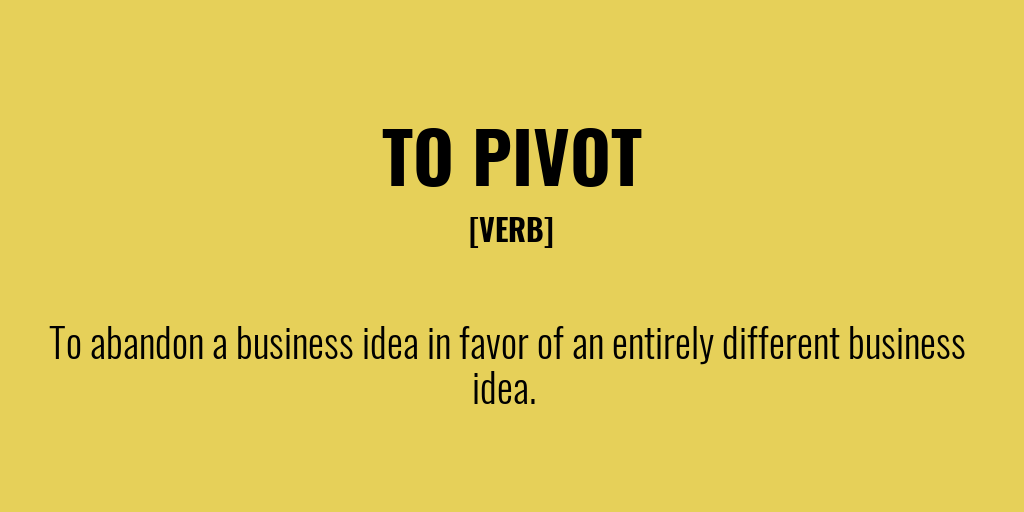 TO PIVOT
[VERB]
To abandon a business idea in favor of an entirely different business
idea.